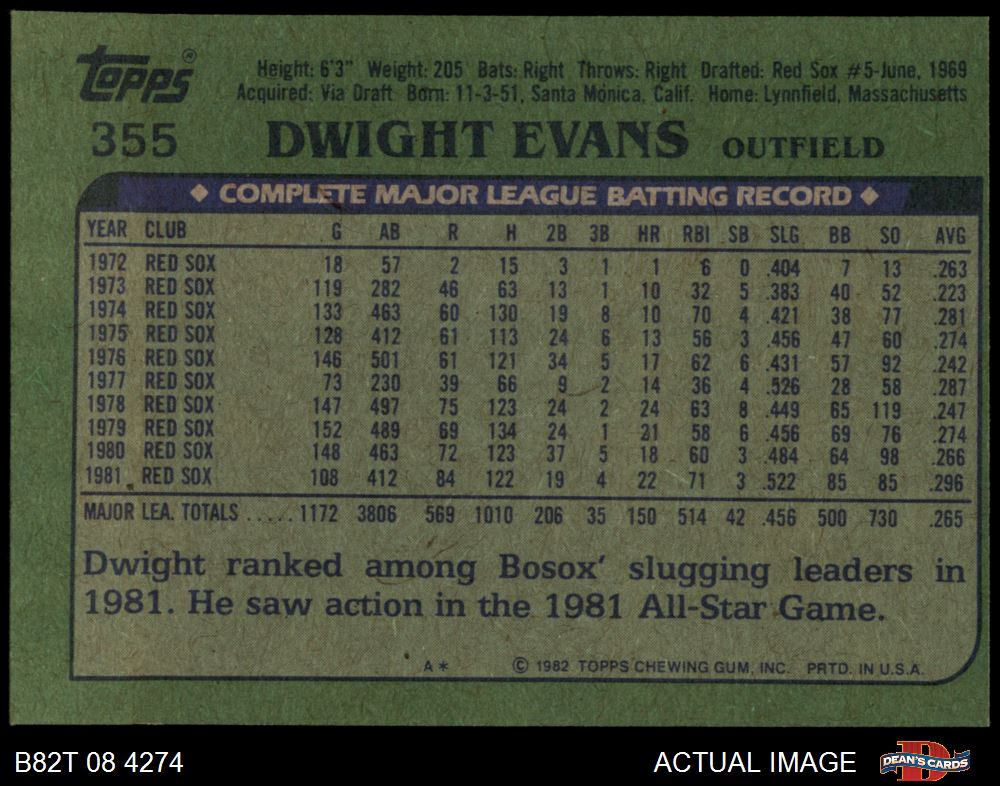 Topps®
Height: 6'3" Weight: 205 Bats: Right Throws: Right Drafted: Red Sox #5-June, 1969
Acquired: Via Draft Born: 11-3-51, Santa Monica, Calif. Home: Lynnfield, Massachusetts
355 DWIGHT EVANS OUTFIELD
◆ COMPLETE MAJOR LEAGUE BATTING RECORD ◆
YEAR CLUB G AB R H 2B 3B HR RBI SB SLG BB SO AVG
1972 RED SOX 18 57 2 15 3 1 1 6 0 .404 7 13 .263
1973 RED SOX 119 282 46 63 13 1 10 32 5 .383 40 52 .223
1974 RED SOX 133 463 60 130 19 8 10 70 4 .421 38 77 .281
1975 RED SOX 128 412 61 113 24 6 13 56 3 .456 47 60 .274
1976 RED SOX 146 501 61 121 34 5 17 62 6 .431 57 92 .242
1977 RED SOX 73 230 39 66 9 2 14 36 4 .526 28 58 .287
1978 RED SOX 147 497 75 123 24 2 24 63 8 .449 65 119 .247
1979 RED SOX 152 489 69 134 24 1 21 58 6 .456 69 76 .274
1980 RED SOX 148 463 72 123 37 5 18 60 3 .484 64 98 .266
1981 RED SOX 108 412 84 122 19 4 22 71 3 .522 85 85 .296
MAJOR LEA. TOTALS ..... 1172 3806 569 1010 206 35 150 514 42 .456 500 730 .265
Dwight ranked among Bosox' slugging leaders in
1981. He saw action in the 1981 All-Star Game.
A* © 1982 TOPPS CHEWING GUM, INC. PRTD. IN U.S.A.
B82T 08 4274 ACTUAL IMAGE DEAN'S CARDS